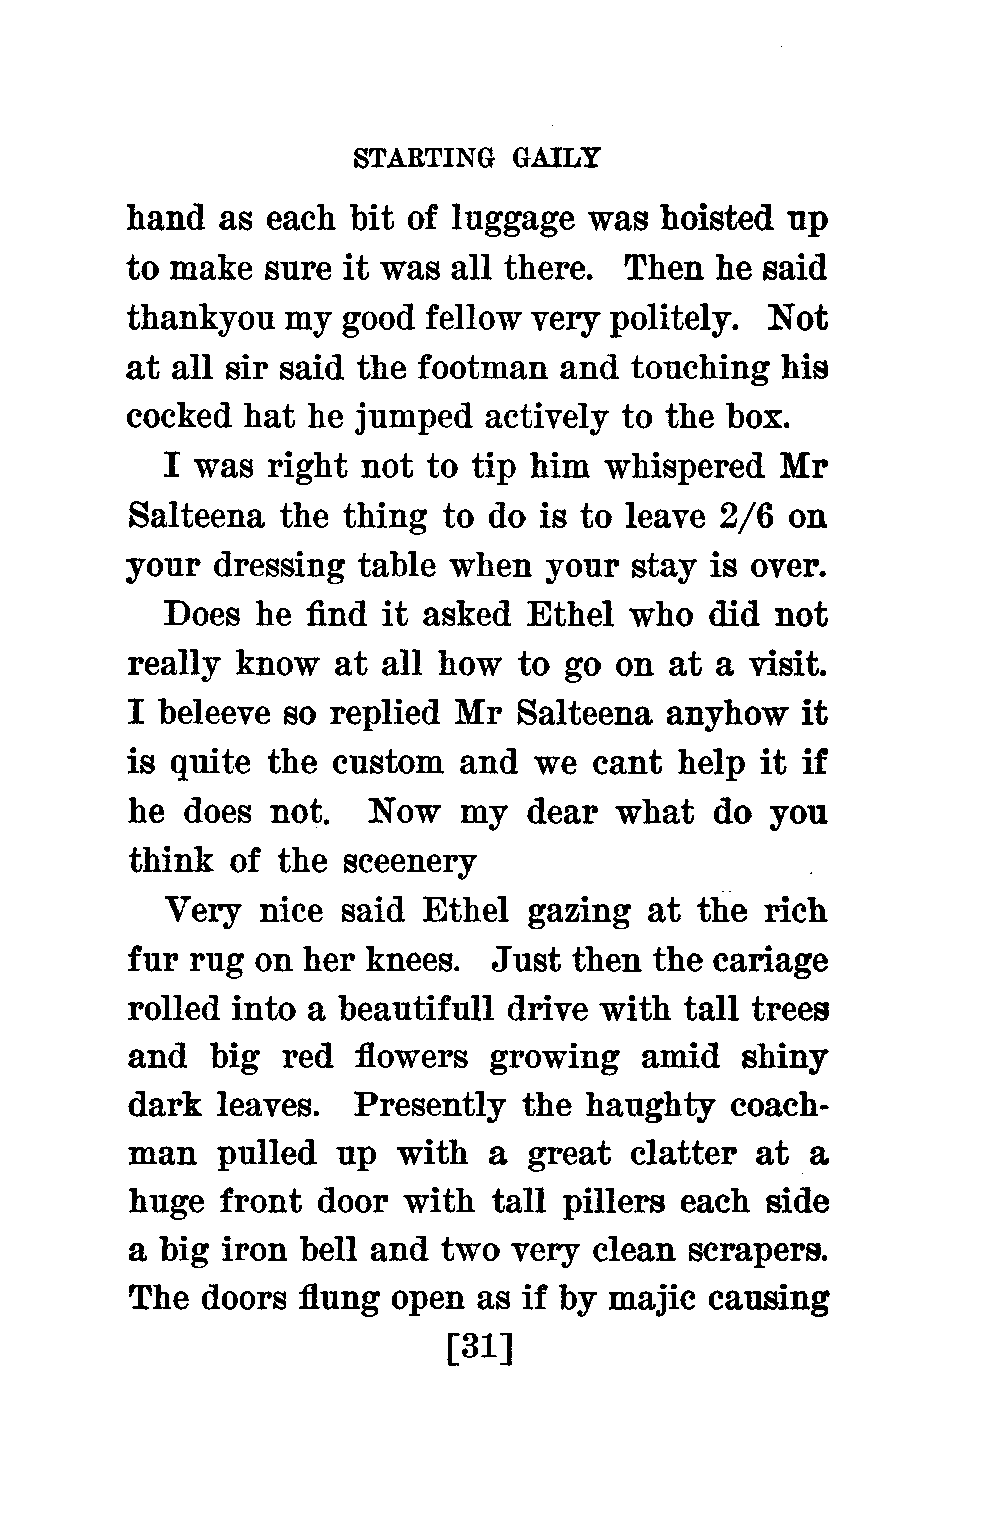 STARTING GAILY
hand as each bit of luggage was hoisted up
to make sure it was all there. Then he said
thankyou my good fellow very politely. Not
at all sir said the footman and touching his
cocked hat he jumped actively to the box.
I was right not to tip him whispered Mr
Salteena the thing to do is to leave 2/6 on
your dressing table when your stay is over.
Does he find it asked Ethel who did not
really know at all how to go on at a visit.
I beleeve so replied Mr Salteena anyhow it
is quite the custom and we cant help it if
he does not. Now my dear what do you
think of the sceenery
Very nice said Ethel gazing at the rich
fur rug on her knees. Just then the cariage
rolled into a beautifull drive with tall trees
and big red flowers growing amid shiny
dark leaves. Presently the haughty coach-
man pulled up with a great clatter at a
huge front door with tall pillers each side
a big iron bell and two very clean scrapers.
The doors flung open as if by majic causing
[31]